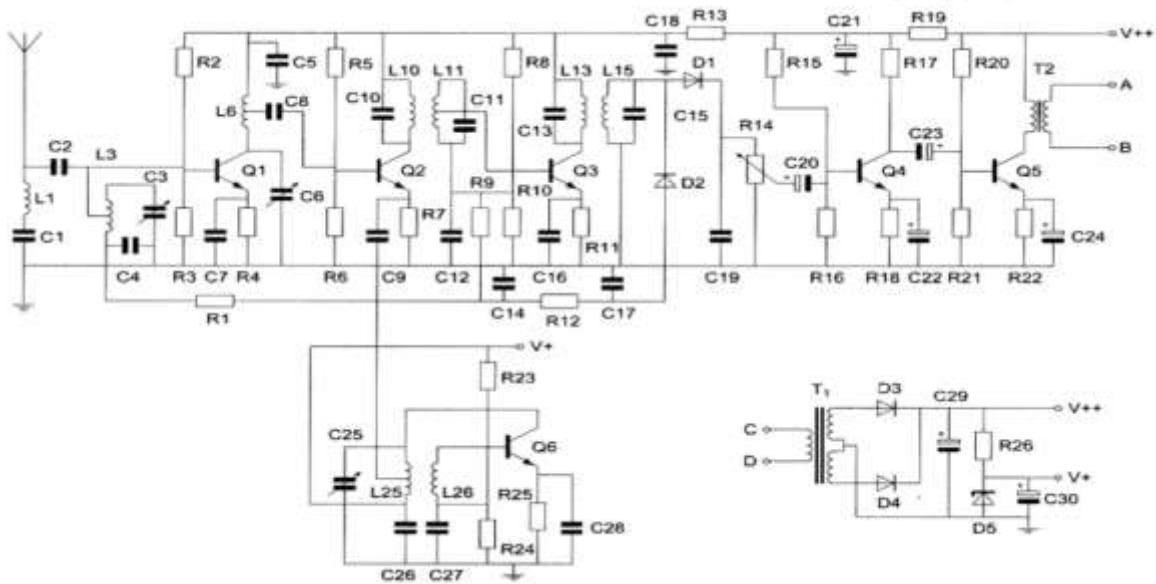 C18 R13 C21 R19
V++
R2 C5 R5 L10 L11 R8 L13 L15 D1 R15 R17 R20 T2
C8 C10 C11 A
L6 C13 C15 R14 C23
C2 L3 C20 B
C3 Q1 Q2 Q3 Q4 Q5
C6 R9 R10 D2
L1 R7
C1 R11 C24
C4 R3 C7 R4 R6 C9 C12 C16 C19 R16 R18 C22 R21 R22
R1 C14 R12 C17
V+
R23
T1 D3 C29 V++
C25 Q6 C
R26
D V+
L25 L26 R25 D4 C30
C28 D5
R24
C26 C27